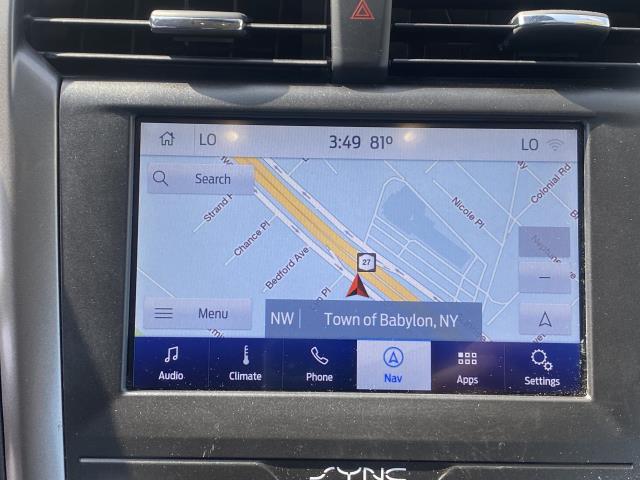 LO 3:49 81° LO
Search
Strand
Chance Pl
Bedford Ave
Nicole Pl
Colonial Rd
27
Menu
NW Town of Babylon, NY
Audio Climate Phone Nav Apps Settings
SYNC